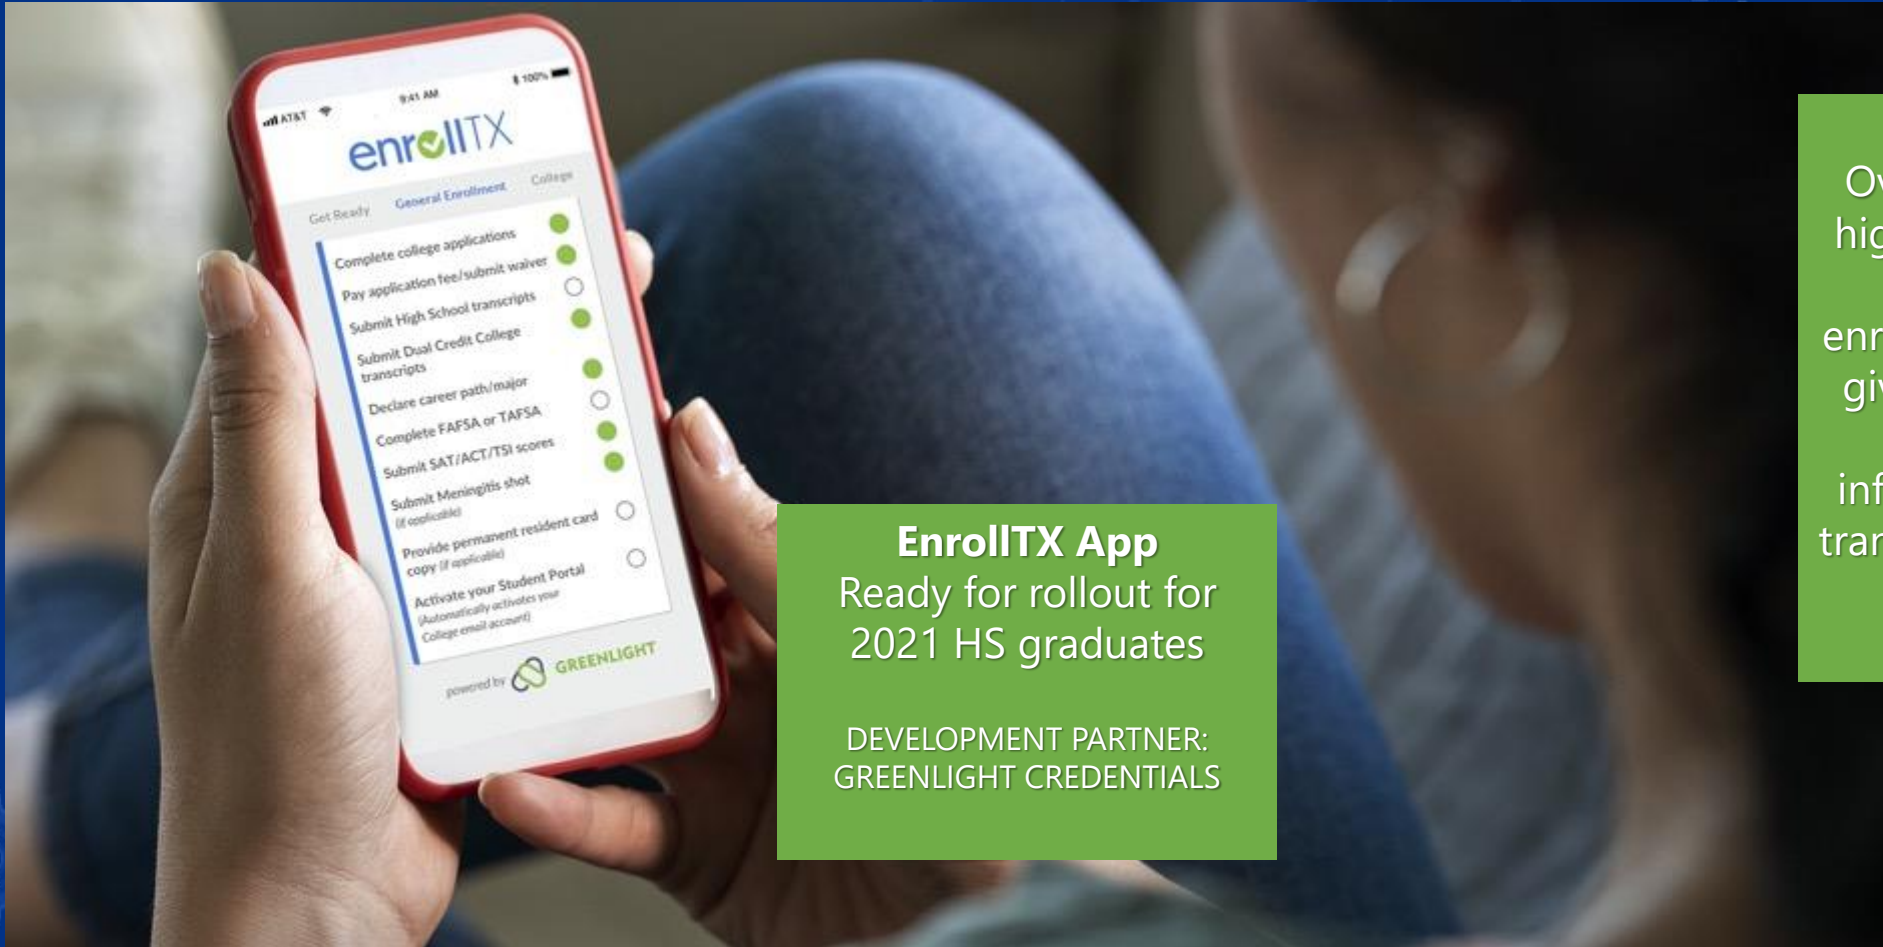 AT&T
9:41 AM
100%
enrollTX
Get Ready
General Enrollment
College
Complete college applications
Pay application fee/submit waiver
Submit High School transcripts
Submit Dual Credit College
transcripts
Declare career path/major
Complete FAFSA or TAFSA
Submit SAT/ACT/TSI scores
Submit Meningitis shot
(if applicable)
Provide permanent resident card
copy (if applicable)
Activate your Student Portal
(Automatically activates your
College email account)
powered by GREENLIGHT
EnrollTX App
Ready for rollout for
2021 HS graduates
DEVELOPMENT PARTNER:
GREENLIGHT CREDENTIALS